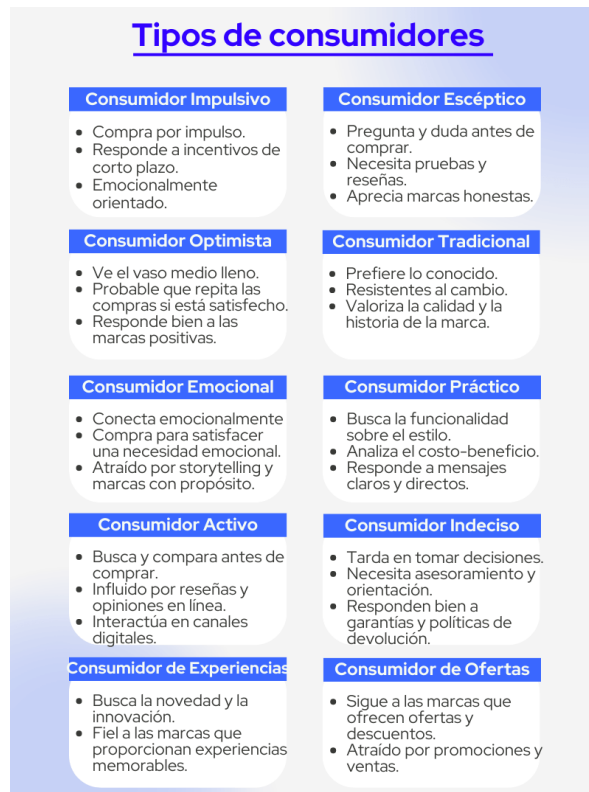 Tipos de consumidores
Consumidor Impulsivo
• Compra por impulso.
• Responde a incentivos de
corto plazo.
• Emocionalmente
orientado.
Consumidor Escéptico
• Pregunta y duda antes de
comprar.
• Necesita pruebas y
reseñas.
• Aprecia marcas honestas.
Consumidor Optimista
• Ve el vaso medio lleno.
• Probable que repita las
compras si está satisfecho.
• Responde bien a las
marcas positivas.
Consumidor Tradicional
• Prefiere lo conocido.
• Resistentes al cambio.
• Valoriza la calidad y la
historia de la marca.
Consumidor Emocional
• Conecta emocionalmente
• Compra para satisfacer
una necesidad emocional.
• Atraído por storytelling y
marcas con propósito.
Consumidor Práctico
• Busca la funcionalidad
sobre el estilo.
• Analiza el costo-beneficio.
• Responde a mensajes
claros y directos.
Consumidor Activo
• Busca y compara antes de
comprar.
• Influido por reseñas y
opiniones en línea.
• Interactúa en canales
digitales.
Consumidor Indeciso
• Tarda en tomar decisiones.
• Necesita asesoramiento y
orientación.
• Responden bien a
garantías y políticas de
devolución.
Consumidor de Experiencias
• Busca la novedad y la
innovación.
• Fiel a las marcas que
proporcionan experiencias
memorables.
Consumidor de Ofertas
• Sigue a las marcas que
ofrecen ofertas y
descuentos.
• Atraído por promociones y
ventas.